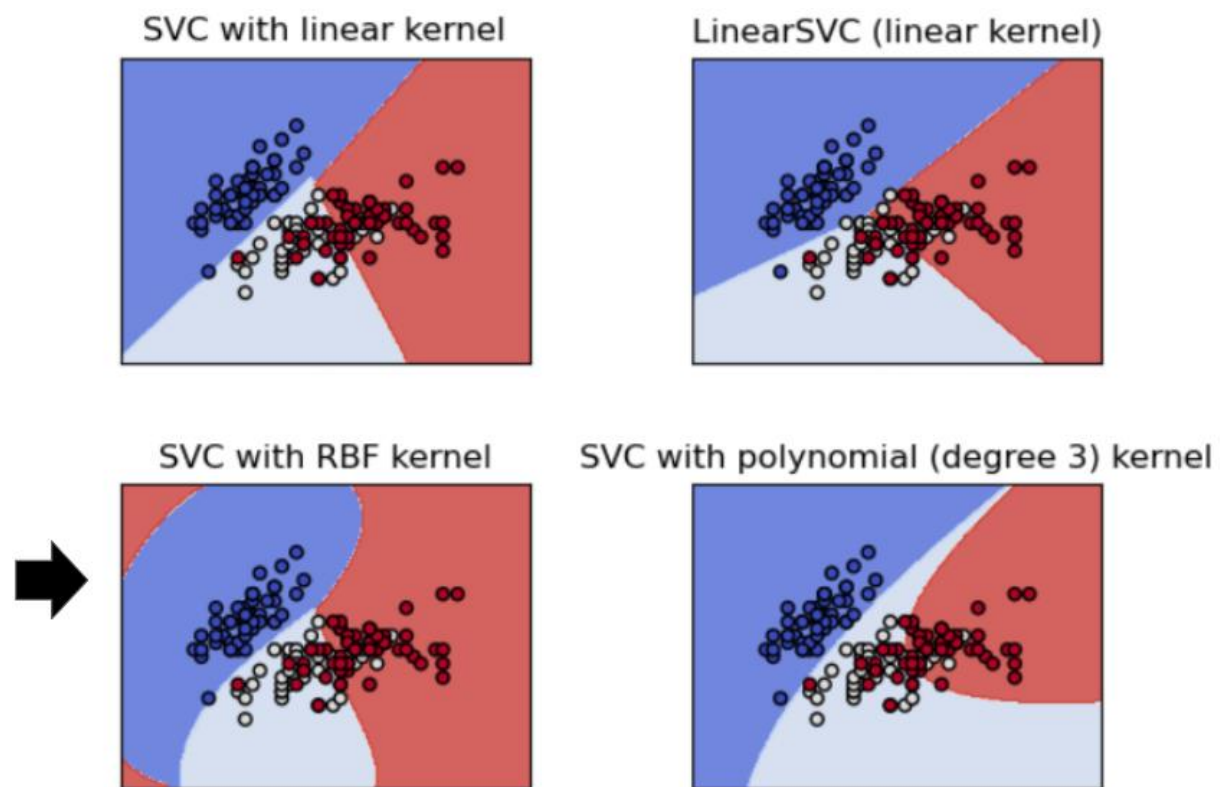 SVC with linear kernel
LinearSVC (linear kernel)
SVC with RBF kernel
SVC with polynomial (degree 3) kernel